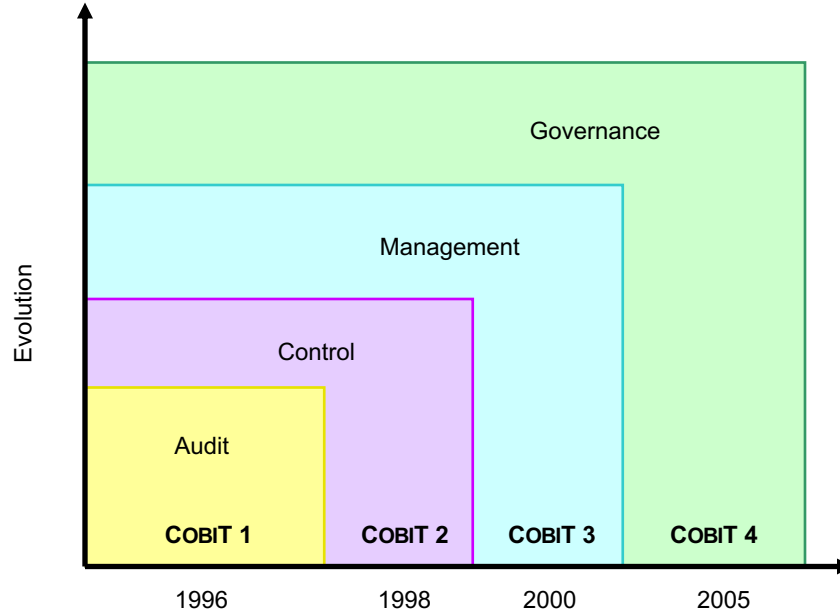 Governance
Management
Evolution
Control
Audit
COBIT 1
COBIT 2
COBIT 3
COBIT 4
1996
1998
2000
2005